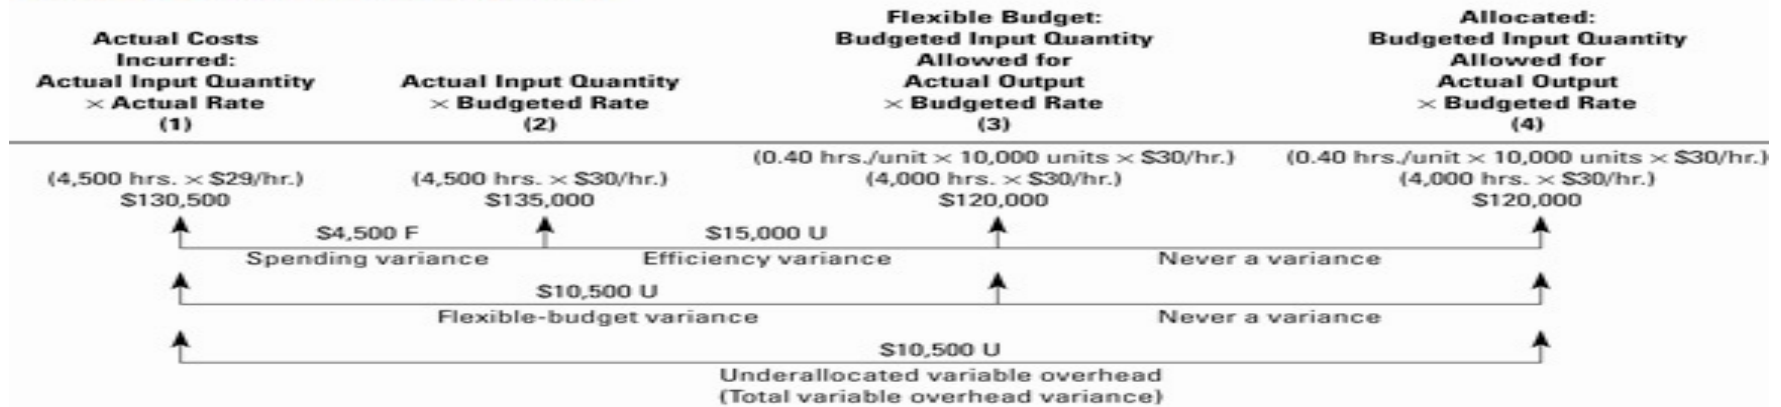 Actual Costs
Incurred:
Actual Input Quantity
× Actual Rate
(1)
Actual Input Quantity
× Budgeted Rate
(2)
Flexible Budget:
Budgeted Input Quantity
Allowed for
Actual Output
× Budgeted Rate
(3)
Allocated:
Budgeted Input Quantity
Allowed for
Actual Output
× Budgeted Rate
(4)
(4,500 hrs. × $29/hr.)
$130,500
(4,500 hrs. × $30/hr.)
$135,000
(0.40 hrs./unit × 10,000 units × $30/hr.)
(4,000 hrs. × $30/hr.)
$120,000
(0.40 hrs./unit × 10,000 units × $30/hr.)
(4,000 hrs. × $30/hr.)
$120,000
$4,500 F
Spending variance
$15,000 U
Efficiency variance
Never a variance
$10,500 U
Flexible-budget variance
Never a variance
$10,500 U
Underallocated variable overhead
(Total variable overhead variance)